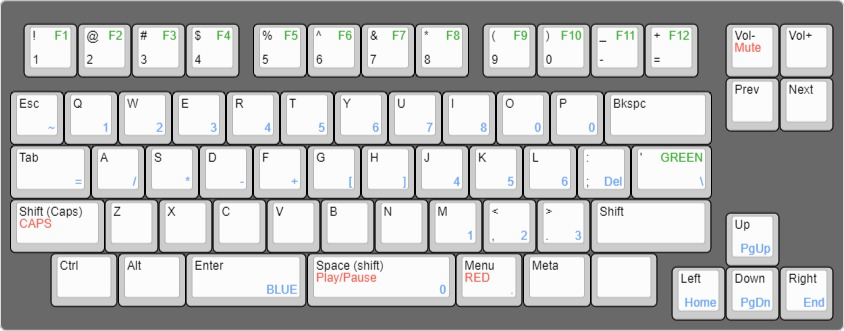 ! F1 @ F2 # F3 $ F4 % F5 ^ F6 & F7 * F8 ( F9 ) F10 _ F11 + F12 Vol- Vol+
Mute
1 2 3 4 5 6 7 8 9 0 - =
Prev Next
Esc Q W E R T Y U I O P Bkspc
~ 1 2 3 4 5 6 7 8 0 0
Tab A S D F G H J K L : ' GREEN
= / * - + [ ] 4 5 6 ; Del \
Shift (Caps) Z X C V B N M < > Shift
CAPS
1 , 2 . 3
Up
PgUp
Ctrl Alt Enter Space (shift) Menu Meta
Play/Pause RED
BLUE 0 .
Left Down Right
Home PgDn End